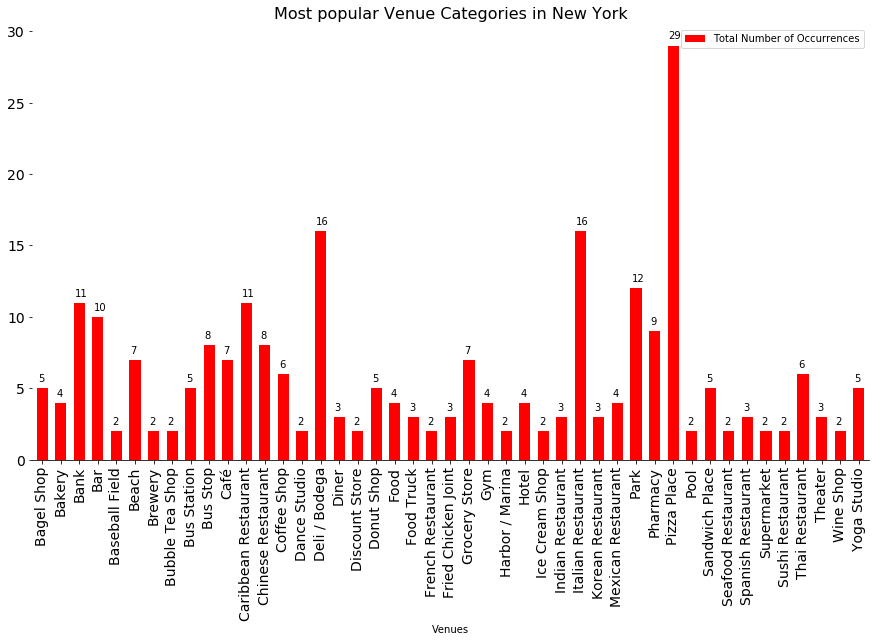 Most popular Venue Categories in New York
Total Number of Occurrences
30
25
20
15
10
5
0
5
4
11
10
2
7
2
2
5
8
7
11
8
6
2
16
3
2
5
4
3
2
3
7
4
2
4
2
3
16
3
4
12
9
29
2
5
2
3
2
2
6
3
2
5
Bagel Shop
Bakery
Bank
Bar
Baseball Field
Beach
Brewery
Bubble Tea Shop
Bus Station
Bus Stop
Café
Caribbean Restaurant
Chinese Restaurant
Coffee Shop
Dance Studio
Deli / Bodega
Diner
Discount Store
Donut Shop
Food
Food Truck
French Restaurant
Fried Chicken Joint
Grocery Store
Gym
Harbor / Marina
Hotel
Ice Cream Shop
Indian Restaurant
Italian Restaurant
Korean Restaurant
Mexican Restaurant
Park
Pharmacy
Pizza Place
Pool
Sandwich Place
Seafood Restaurant
Spanish Restaurant
Supermarket
Sushi Restaurant
Thai Restaurant
Theater
Wine Shop
Yoga Studio
Venues